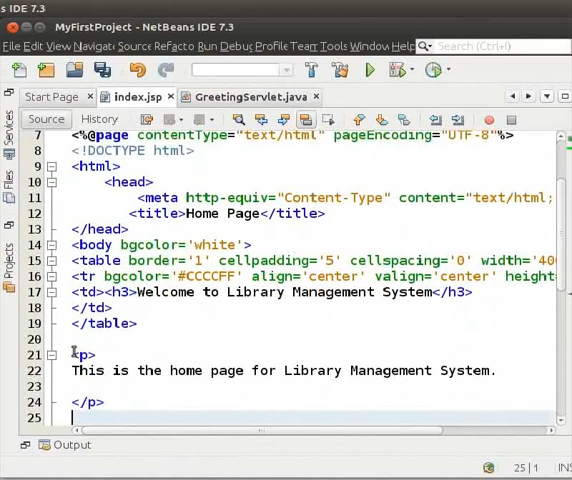 s IDE 7.3
MyFirstProject - NetBeans IDE 7.3
File Edit View Navigate Source Refacto Run Debug Profile Team Tools Window Help Search (Ctrl+I)
Start Page index.jsp GreetingServlet.java
Source History
Services
Files
Projects
7 <%@page contentType="text/html" pageEncoding="UTF-8"%>
8 <!DOCTYPE html>
9 <html>
10 <head>
11 <meta http-equiv="Content-Type" content="text/html;
12 <title>Home Page</title>
13 </head>
14 <body bgcolor='white'>
15 <table border='1' cellpadding='5' cellspacing='0' width='400
16 <tr bgcolor='#CCCCFF' align='center' valign='center' height=
17 <td><h3>Welcome to Library Management System</h3>
18 </td>
19 </table>
20
21 <p>
22 This is the home page for Library Management System.
24 </p>
25
Output
25 | 1 INS